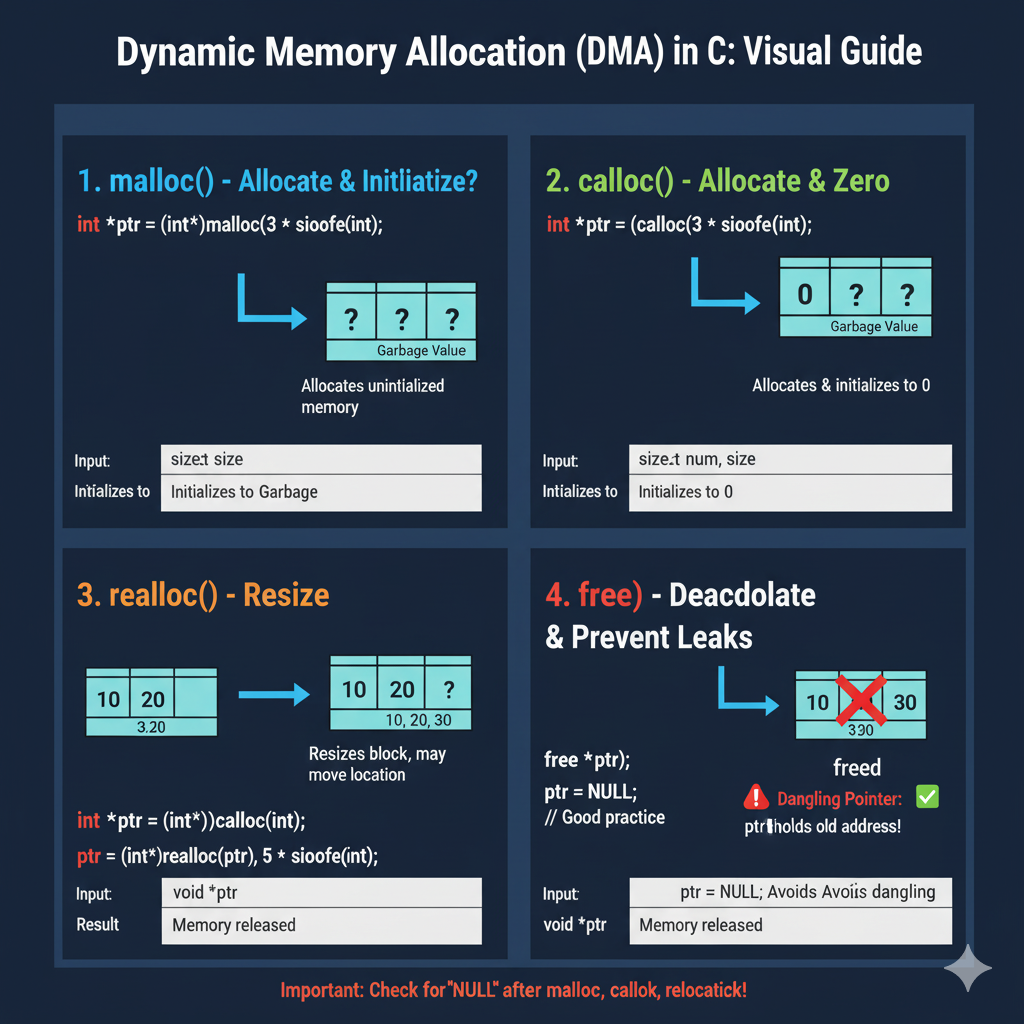 Dynamic Memory Allocation (DMA) in C: Visual Guide
1. malloc() - Allocate & Initliatize?
int *ptr = (int*)malloc(3 * sioofe(int);
? ? ?
Garbage Value
Allocates unintialized
memory
Input: size.t size
Intializes to Initializes to Garbage
2. calloc() - Allocate & Zero
int *ptr = (calloc(3 * sioofe(int);
0 ? ?
Garbage Value
Allocates & initializes to 0
Input: size.t num, size
Intializes to Initializes to 0
3. realloc() - Resize
10 20
3.20
10 20 ?
10, 20, 30
Resizes block, may
move location
int *ptr = (int*))calloc(int);
ptr = (int*)realloc(ptr), 5 * sioofe(int);
Input: void *ptr
Result Memory released
4. free) - Deacdolate
& Prevent Leaks
10 30
330
freed
free *ptr);
ptr = NULL;
// Good practice
Dangling Pointer:
ptr holds old address!
Input: ptr = NULL; Avoids Avoiis dangling
void *ptr Memory released
Important: Check for "NULL" after malloc, callok, relocatick!